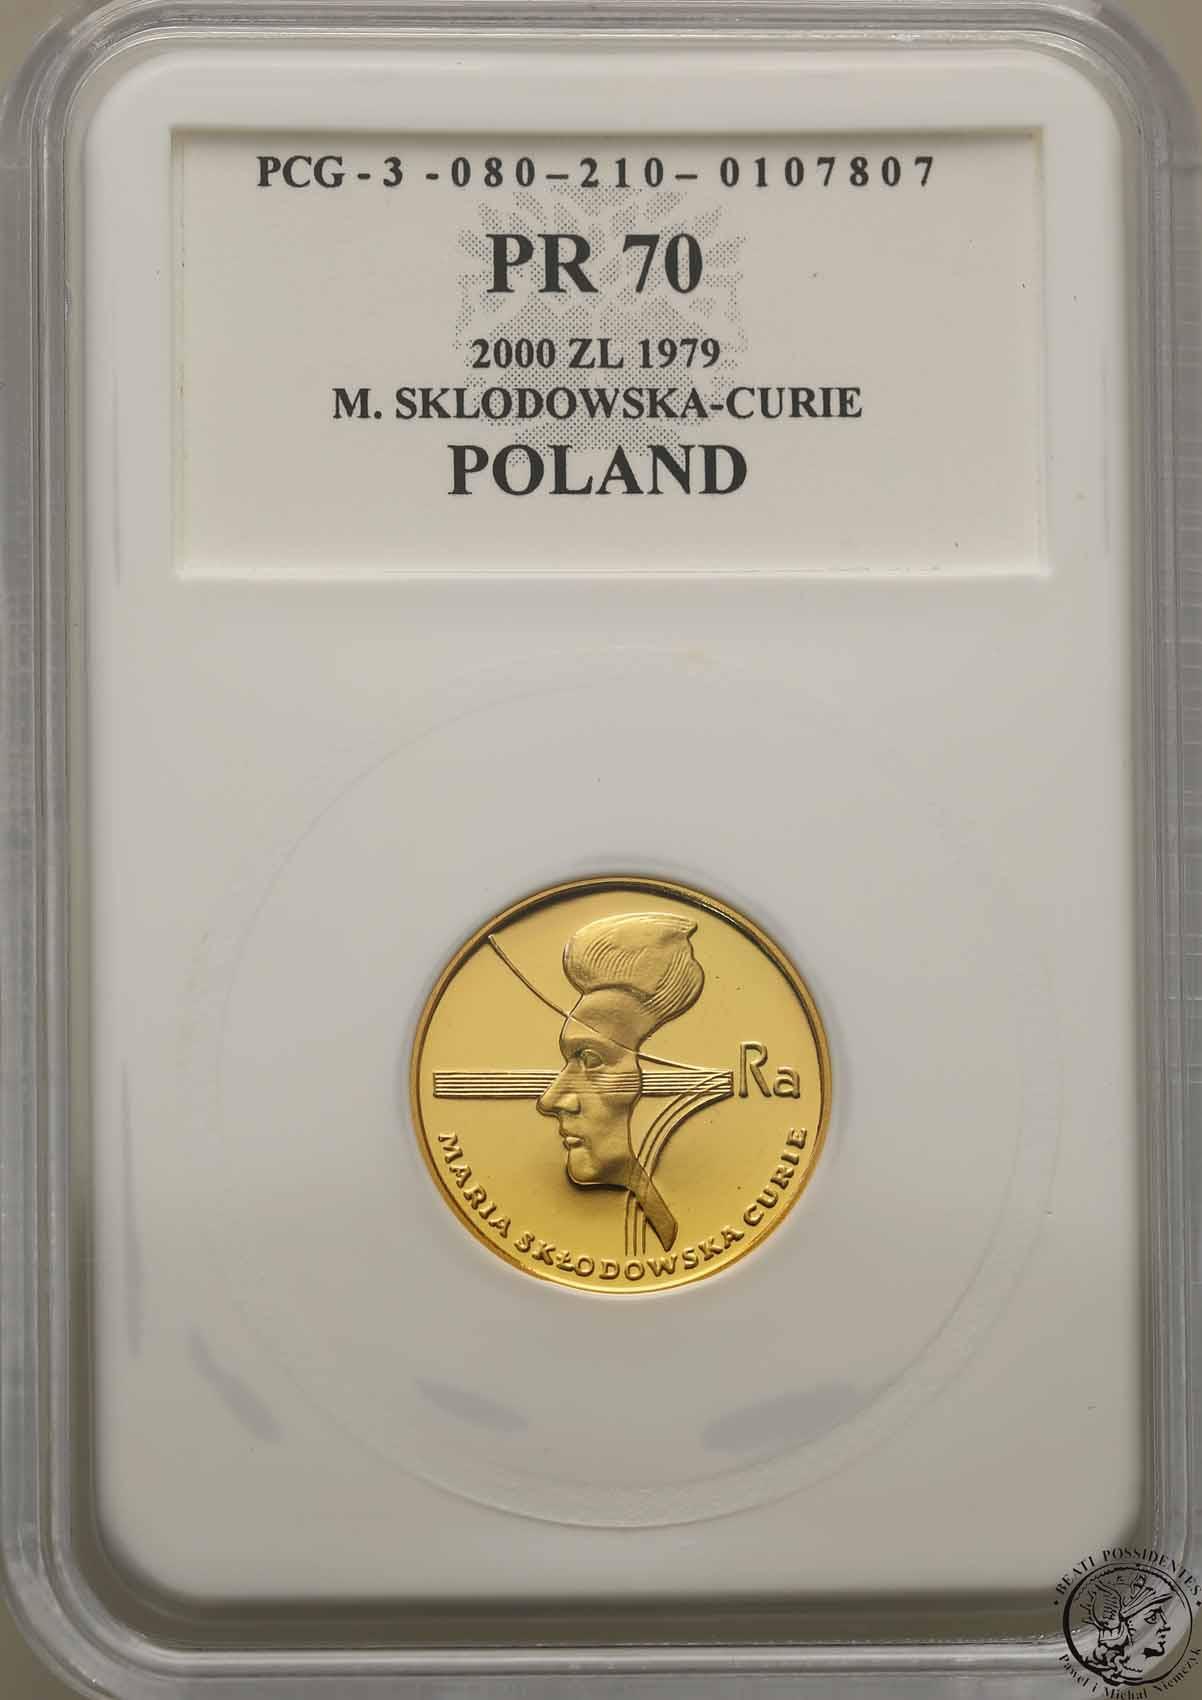 PCG-3-080-210-0107807
PR 70
2000 ZL 1979
M. SKLODOWSKA-CURIE
POLAND
Ra
MARIA SKŁODOWSKA CURIE
BEATI POSSIDENTES
Paweł i Michał Niemczyk